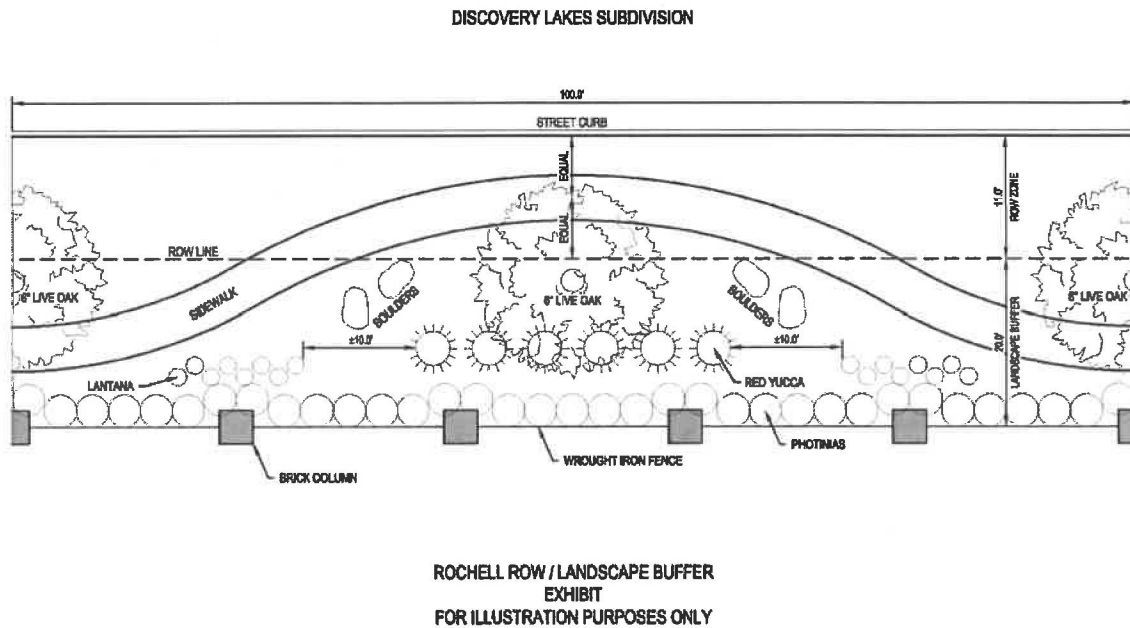 DISCOVERY LAKES SUBDIVISION
100.0'
STREET CURB
EQUAL
EQUAL
11.0'
ROW ZONE
ROW LINE
6" LIVE OAK
SIDEWALK
BOULDERS
6" LIVE OAK
BOULDERS
6" LIVE OAK
±10.0'
±10.0'
20.0'
LANDSCAPE BUFFER
LANTANA
RED YUCCA
PHOTINIAS
WROUGHT IRON FENCE
BRICK COLUMN
ROCHELL ROW / LANDSCAPE BUFFER
EXHIBIT
FOR ILLUSTRATION PURPOSES ONLY